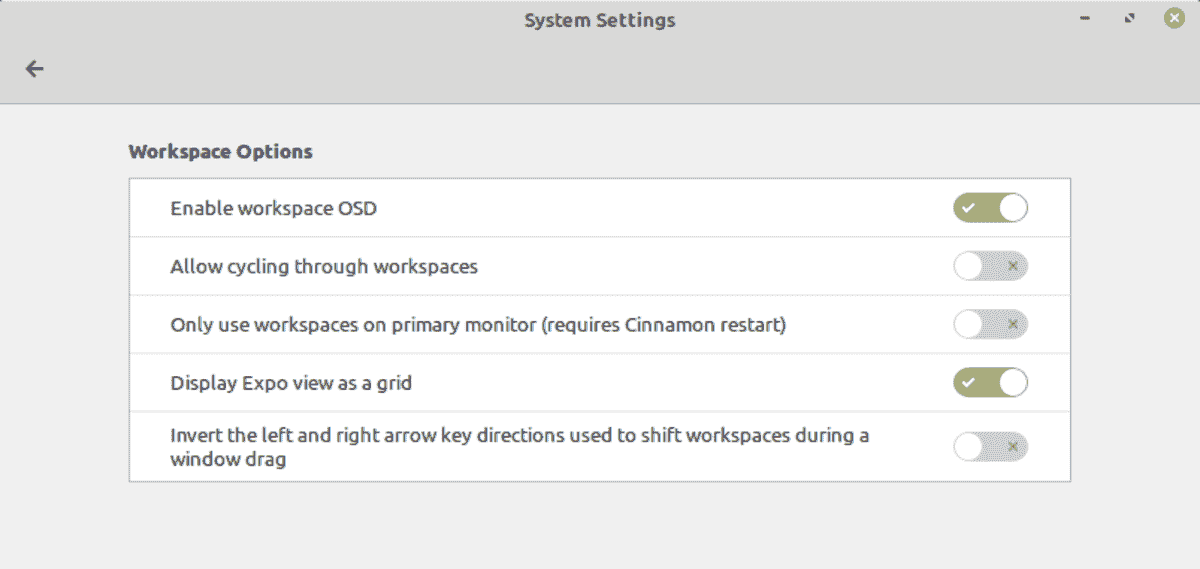 System Settings
Workspace Options
Enable workspace OSD
Allow cycling through workspaces
Only use workspaces on primary monitor (requires Cinnamon restart)
Display Expo view as a grid
Invert the left and right arrow key directions used to shift workspaces during a
window drag